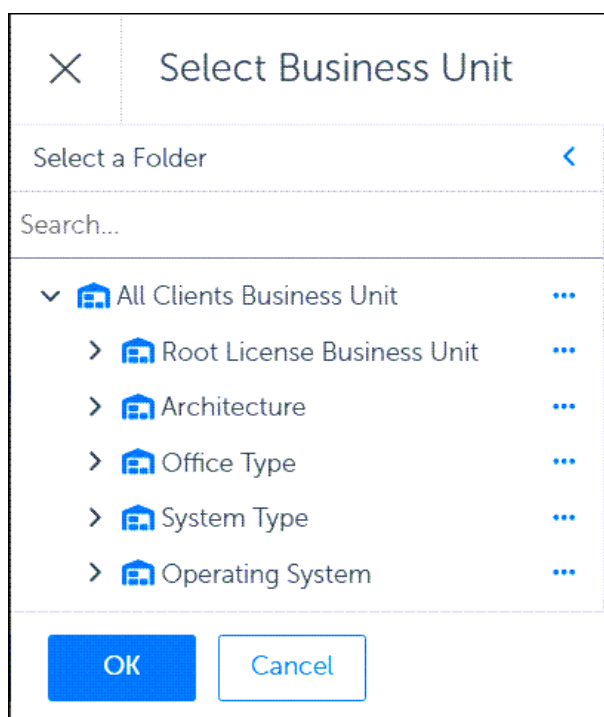 Select Business Unit
Select a Folder
Search...
All Clients Business Unit
Root License Business Unit
Architecture
Office Type
System Type
Operating System
OK
Cancel